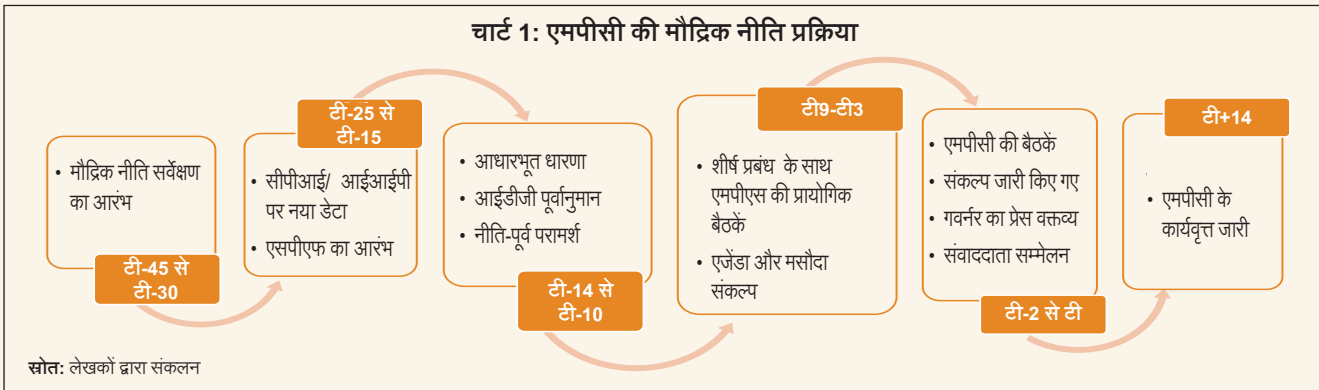 चार्ट 1: एमपीसी की मौद्रिक नीति प्रक्रिया
• मौद्रिक नीति सर्वेक्षण
का आरंभ
टी-45 से
टी-30
टी-25 से
टी-15
• सीपीआई/ आईआईपी
पर नया डेटा
• एसपीएफ का आरंभ
• आधारभूत धारणा
• आईडीजी पूर्वानुमान
• नीति-पूर्व परामर्श
टी-14 से
टी-10
टी9-टी3
• शीर्ष प्रबंध के साथ
एमपीएस की प्रायोगिक
बैठकें
• एजेंडा और मसौदा
संकल्प
• एमपीसी की बैठकें
• संकल्प जारी किए गए
• गवर्नर का प्रेस वक्तव्य
• संवाददाता सम्मेलन
टी-2 से टी
टी+14
• एमपीसी के
कार्यवृत्त जारी
स्रोत: लेखकों द्वारा संकलन